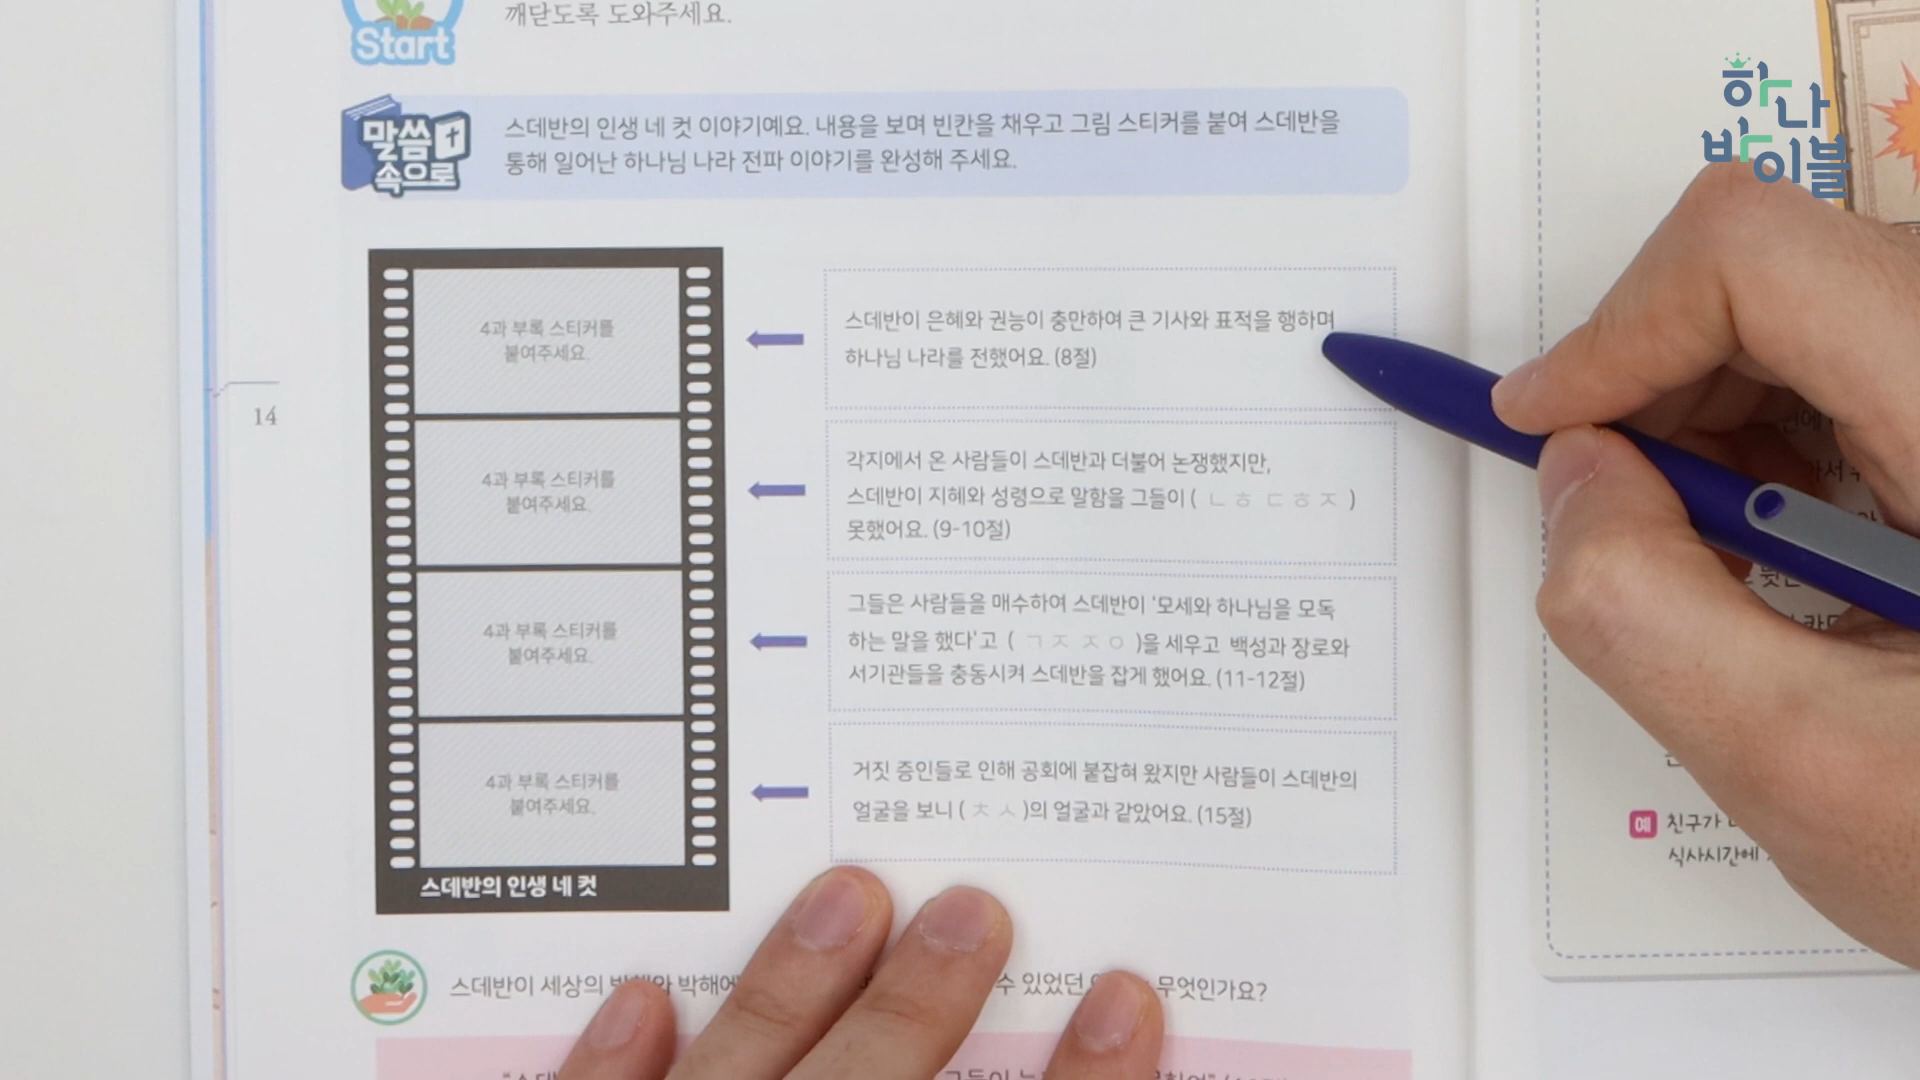 깨닫도록 도와주세요.
Start
하나
바이블
말씀
속으로
스데반의 인생 네 컷 이야기예요. 내용을 보며 빈칸을 채우고 그림 스티커를 붙여 스데반을
통해 일어난 하나님 나라 전파 이야기를 완성해 주세요.
4과 부록 스티커를
붙여주세요.
스데반이 은혜와 권능이 충만하여 큰 기사와 표적을 행하며
하나님 나라를 전했어요. (8절)
14
4과 부록 스티커를
붙여주세요.
각지에서 온 사람들이 스데반과 더불어 논쟁했지만,
스데반이 지혜와 성령으로 말함을 그들이 ( ㄴ ㅎ ㄷ ㅎ ㅈ )
못했어요. (9-10절)
4과 부록 스티커를
붙여주세요.
그들은 사람들을 매수하여 스데반이 '모세와 하나님을 모독
하는 말을 했다'고 ( ㄱ ㅈ ㅈ ㅇ )을 세우고 백성과 장로와
서기관들을 충동시켜 스데반을 잡게 했어요. (11-12절)
4과 부록 스티커를
붙여주세요.
거짓 증인들로 인해 공회에 붙잡혀 왔지만 사람들이 스데반의
얼굴을 보니 ( ㅊ ㅅ )의 얼굴과 같았어요. (15절)
스데반의 인생 네 컷
스데반이 세상의 박해에 수 있었던 무엇인가요?
예 친구가
식사시간에